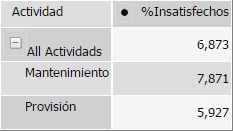 Actividad %Insatisfechos
All Actividads 6,873
Mantenimiento 7,871
Provisión 5,927